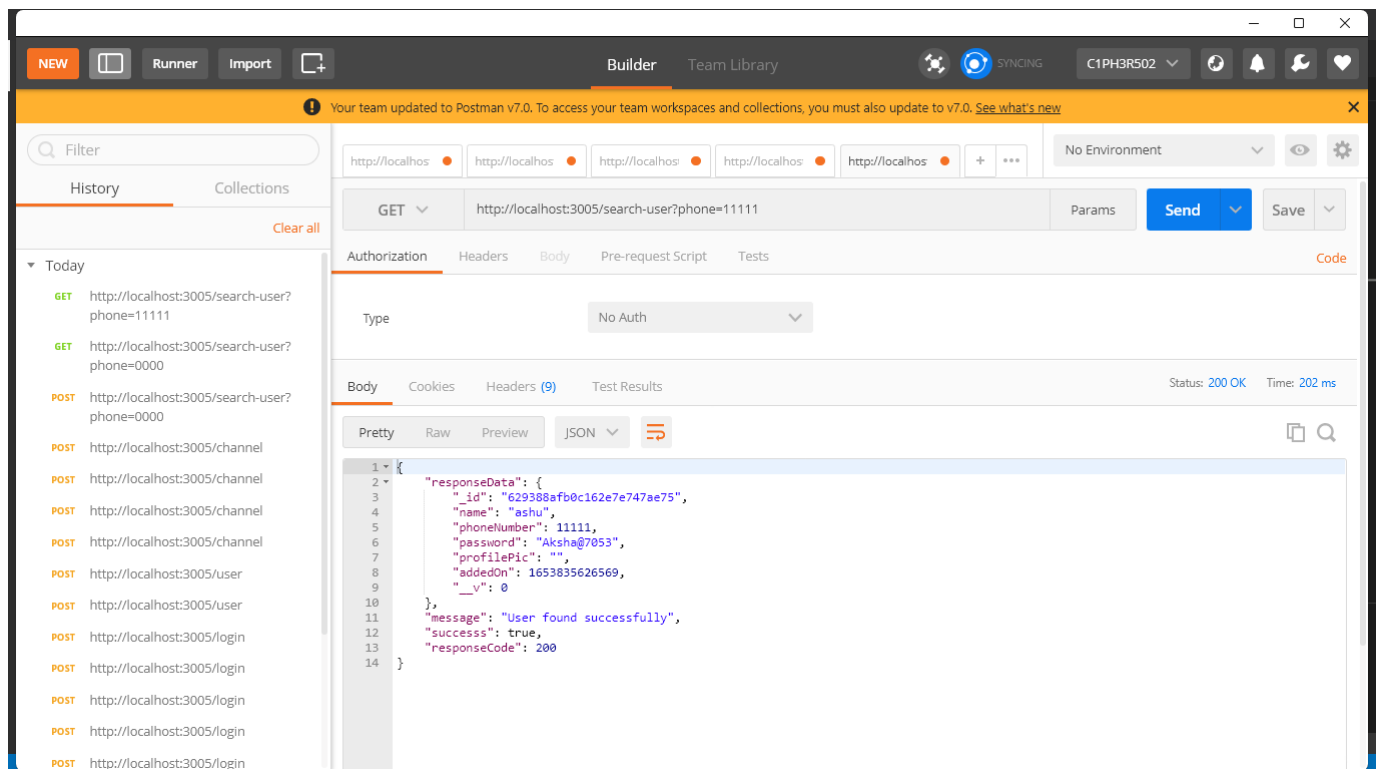 NEW
Runner
Import
Builder
Team Library
SYNCING
C1PH3R502
Your team updated to Postman v7.0. To access your team workspaces and collections, you must also update to v7.0. See what's new
Filter
History
Collections
Clear all
Today
GET http://localhost:3005/search-user?
phone=11111
GET http://localhost:3005/search-user?
phone=0000
POST http://localhost:3005/search-user?
phone=0000
POST http://localhost:3005/channel
POST http://localhost:3005/channel
POST http://localhost:3005/channel
POST http://localhost:3005/channel
POST http://localhost:3005/user
POST http://localhost:3005/user
POST http://localhost:3005/login
POST http://localhost:3005/login
POST http://localhost:3005/login
POST http://localhost:3005/login
POST http://localhost:3005/login
http://localhos
http://localhos
http://localhos
http://localhos
http://localhos
+
•••
No Environment
GET
http://localhost:3005/search-user?phone=11111
Params
Send
Save
Authorization
Headers
Body
Pre-request Script
Tests
Code
Type
No Auth
Body
Cookies
Headers (9)
Test Results
Status: 200 OK
Time: 202 ms
Pretty
Raw
Preview
JSON
1 {
2 "responseData": {
3 "_id": "629388afb0c162e7e747ae75",
4 "name": "ashu",
5 "phoneNumber": 11111,
6 "password": "Aksha@7053",
7 "profilePic": "",
8 "addedOn": 1653835626569,
9 "__v": 0
10 },
11 "message": "User found successfully",
12 "successs": true,
13 "responseCode": 200
14 }